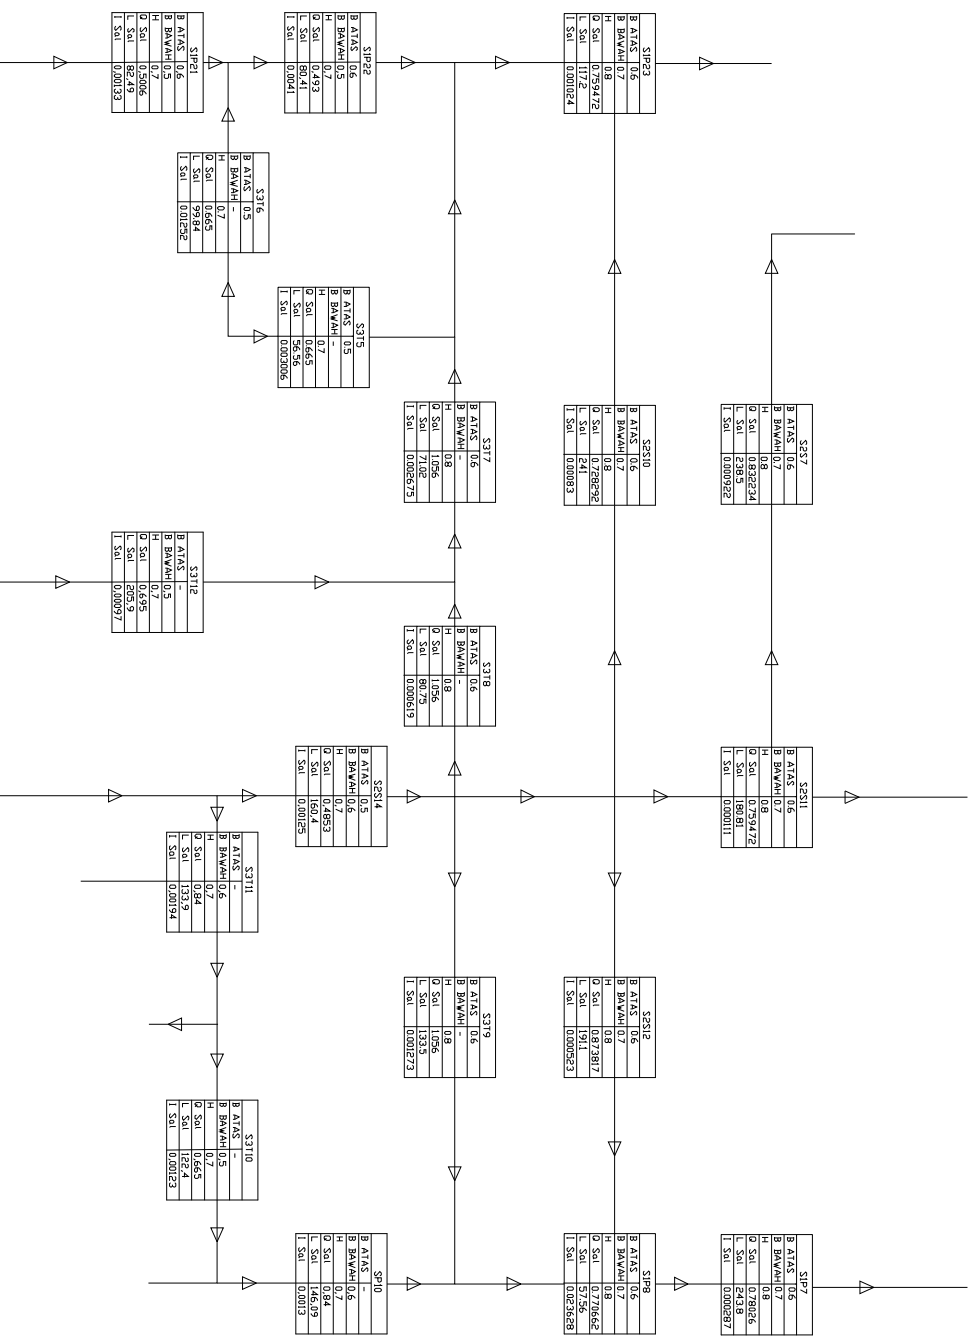 S1P21
B ATAS 0,6
B BAWAH 0,5
H 0,7
Q Sal 0,5006
L Sal 82,49
I Sal 0,00133
S1P22
B ATAS 0,6
B BAWAH 0,5
H 0,7
Q Sal 0,493
L Sal 80,41
I Sal 0,0041
S1P23
B ATAS 0,6
B BAWAH 0,7
H 0,8
Q Sal 0,759472
L Sal 117,2
I Sal 0,001024
S3T6
B ATAS 0,5
B BAWAH -
H 0,7
Q Sal 0,665
L Sal 99,84
I Sal 0,01252
S3T5
B ATAS 0,5
B BAWAH -
H 0,7
Q Sal 0,665
L Sal 56,56
I Sal 0,003006
S3T7
B ATAS 0,6
B BAWAH -
H 0,8
Q Sal 1,056
L Sal 71,02
I Sal 0,002675
S2S10
B ATAS 0,6
B BAWAH 0,7
H 0,8
Q Sal 0,728292
L Sal 241
I Sal 0,00083
S2S7
B ATAS 0,6
B BAWAH 0,7
H 0,8
Q Sal 0,832234
L Sal 238,5
I Sal 0,000922
S3T12
B ATAS -
B BAWAH 0,5
H 0,7
Q Sal 0,695
L Sal 205,9
I Sal 0,00097
S3T8
B ATAS 0,6
B BAWAH -
H 0,8
Q Sal 1,056
L Sal 80,75
I Sal 0,000619
S2S14
B ATAS 0,5
B BAWAH 0,6
H 0,7
Q Sal 0,4853
L Sal 160,4
I Sal 0,00125
S2S11
B ATAS 0,6
B BAWAH 0,7
H 0,8
Q Sal 0,759472
L Sal 180,81
I Sal 0,000111
S3T11
B ATAS -
B BAWAH 0,6
H 0,7
Q Sal 0,84
L Sal 133,9
I Sal 0,00194
S3T9
B ATAS 0,6
B BAWAH -
H 0,8
Q Sal 1,056
L Sal 133,5
I Sal 0,001273
S2S12
B ATAS 0,6
B BAWAH 0,7
H 0,8
Q Sal 0,873817
L Sal 191,1
I Sal 0,000523
S3T10
B ATAS -
B BAWAH 0,5
H 0,7
Q Sal 0,665
L Sal 122,4
I Sal 0,00123
SP10
B ATAS -
B BAWAH 0,6
H 0,7
Q Sal 0,84
L Sal 146,09
I Sal 0,0013
S1P8
B ATAS 0,6
B BAWAH 0,7
H 0,8
Q Sal 0,770662
L Sal 57,56
I Sal 0,023628
S1P7
B ATAS 0,6
B BAWAH 0,7
H 0,8
Q Sal 0,78026
L Sal 243,8
I Sal 0,000287